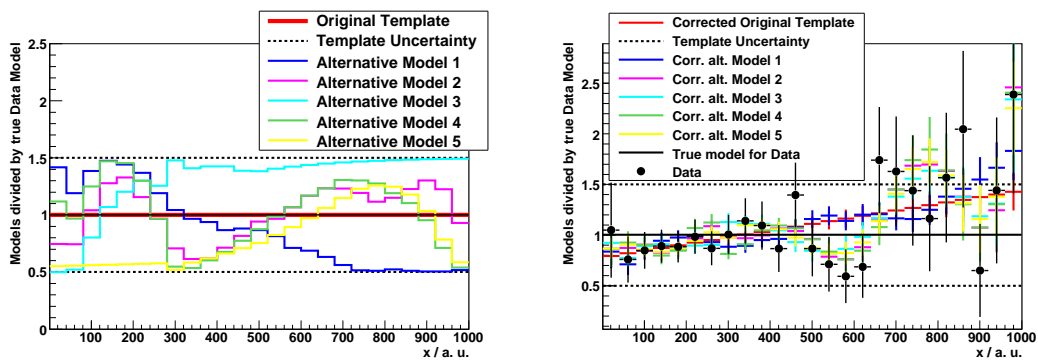 Models divided by true Data Model
2.5
2
1.5
1
0.5
0
Original Template
Template Uncertainty
Alternative Model 1
Alternative Model 2
Alternative Model 3
Alternative Model 4
Alternative Model 5
100 200 300 400 500 600 700 800 900 1000
x / a. u.
Models divided by true Data Model
2.5
2
1.5
1
0.5
Corrected Original Template
Template Uncertainty
Corr. alt. Model 1
Corr. alt. Model 2
Corr. alt. Model 3
Corr. alt. Model 4
Corr. alt. Model 5
True model for Data
Data
100 200 300 400 500 600 700 800 900 1000
x / a. u.